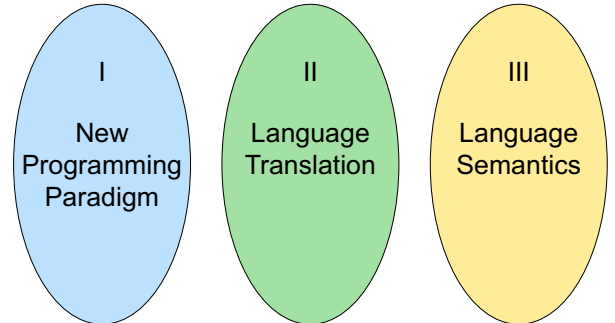 I
New
Programming
Paradigm
II
Language
Translation
III
Language
Semantics